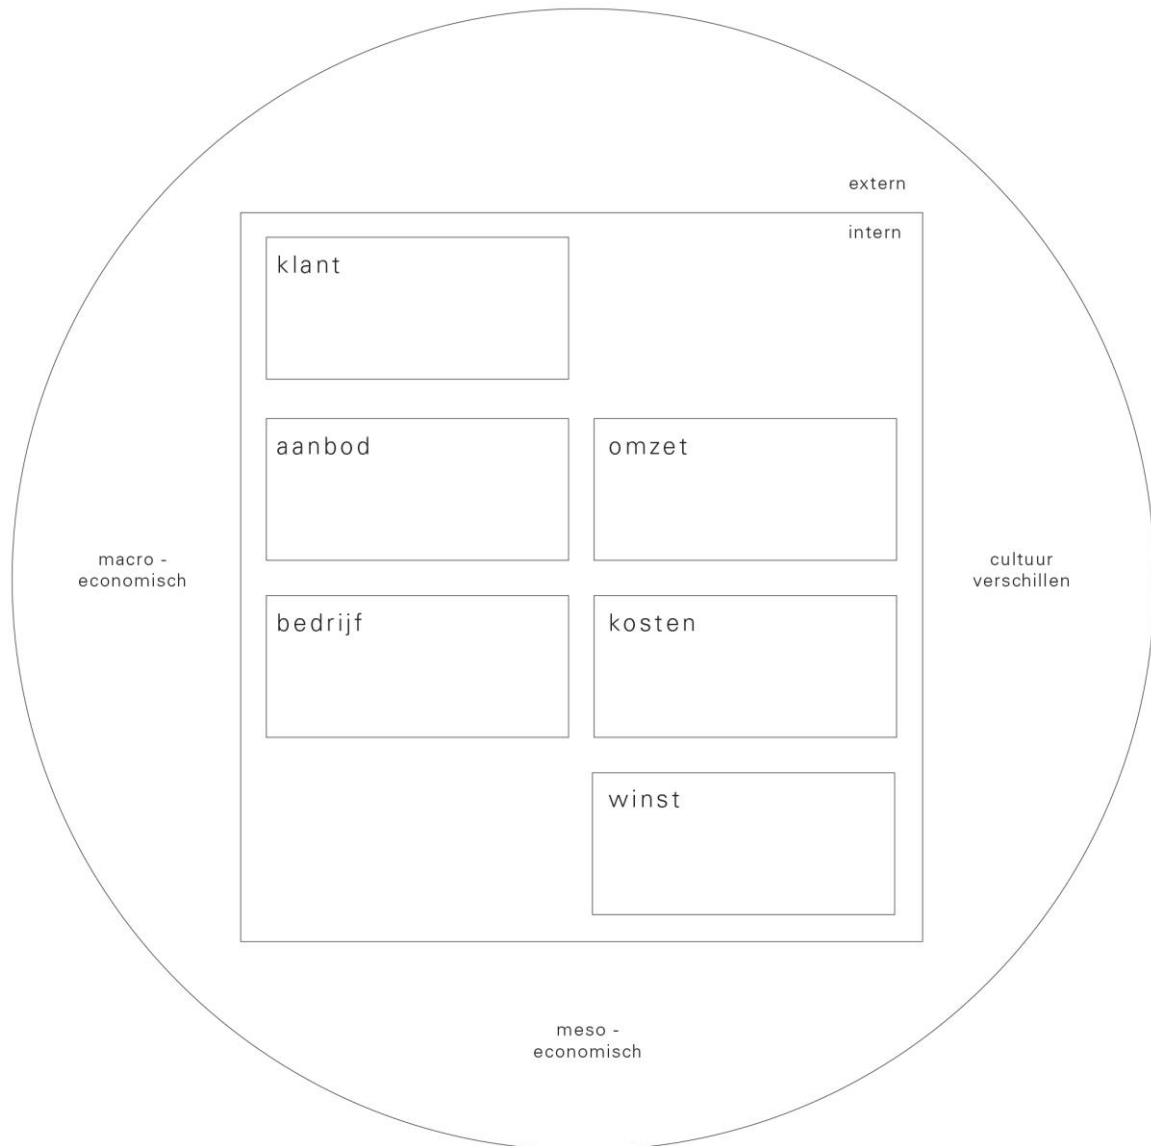 extern
intern
klant
aanbod
omzet
macro -
economisch
cultuur
verschillen
bedrijf
kosten
winst
meso -
economisch